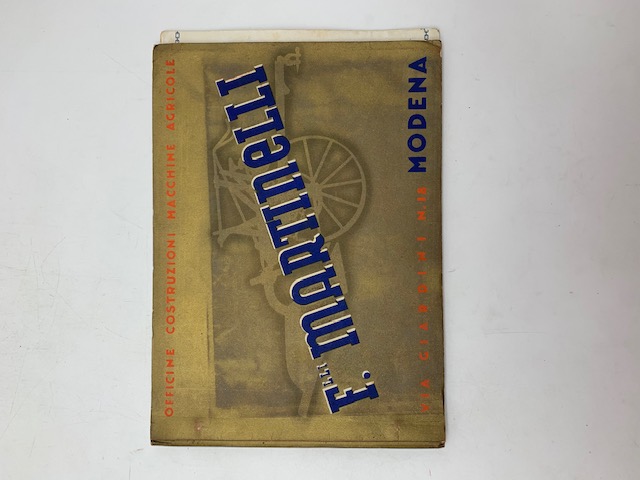 OFFICINE COSTRUZIONI MACCHINE AGRICOLE
F.lli MARTINELLI
VIA GIARDINI N. 18 MODENA